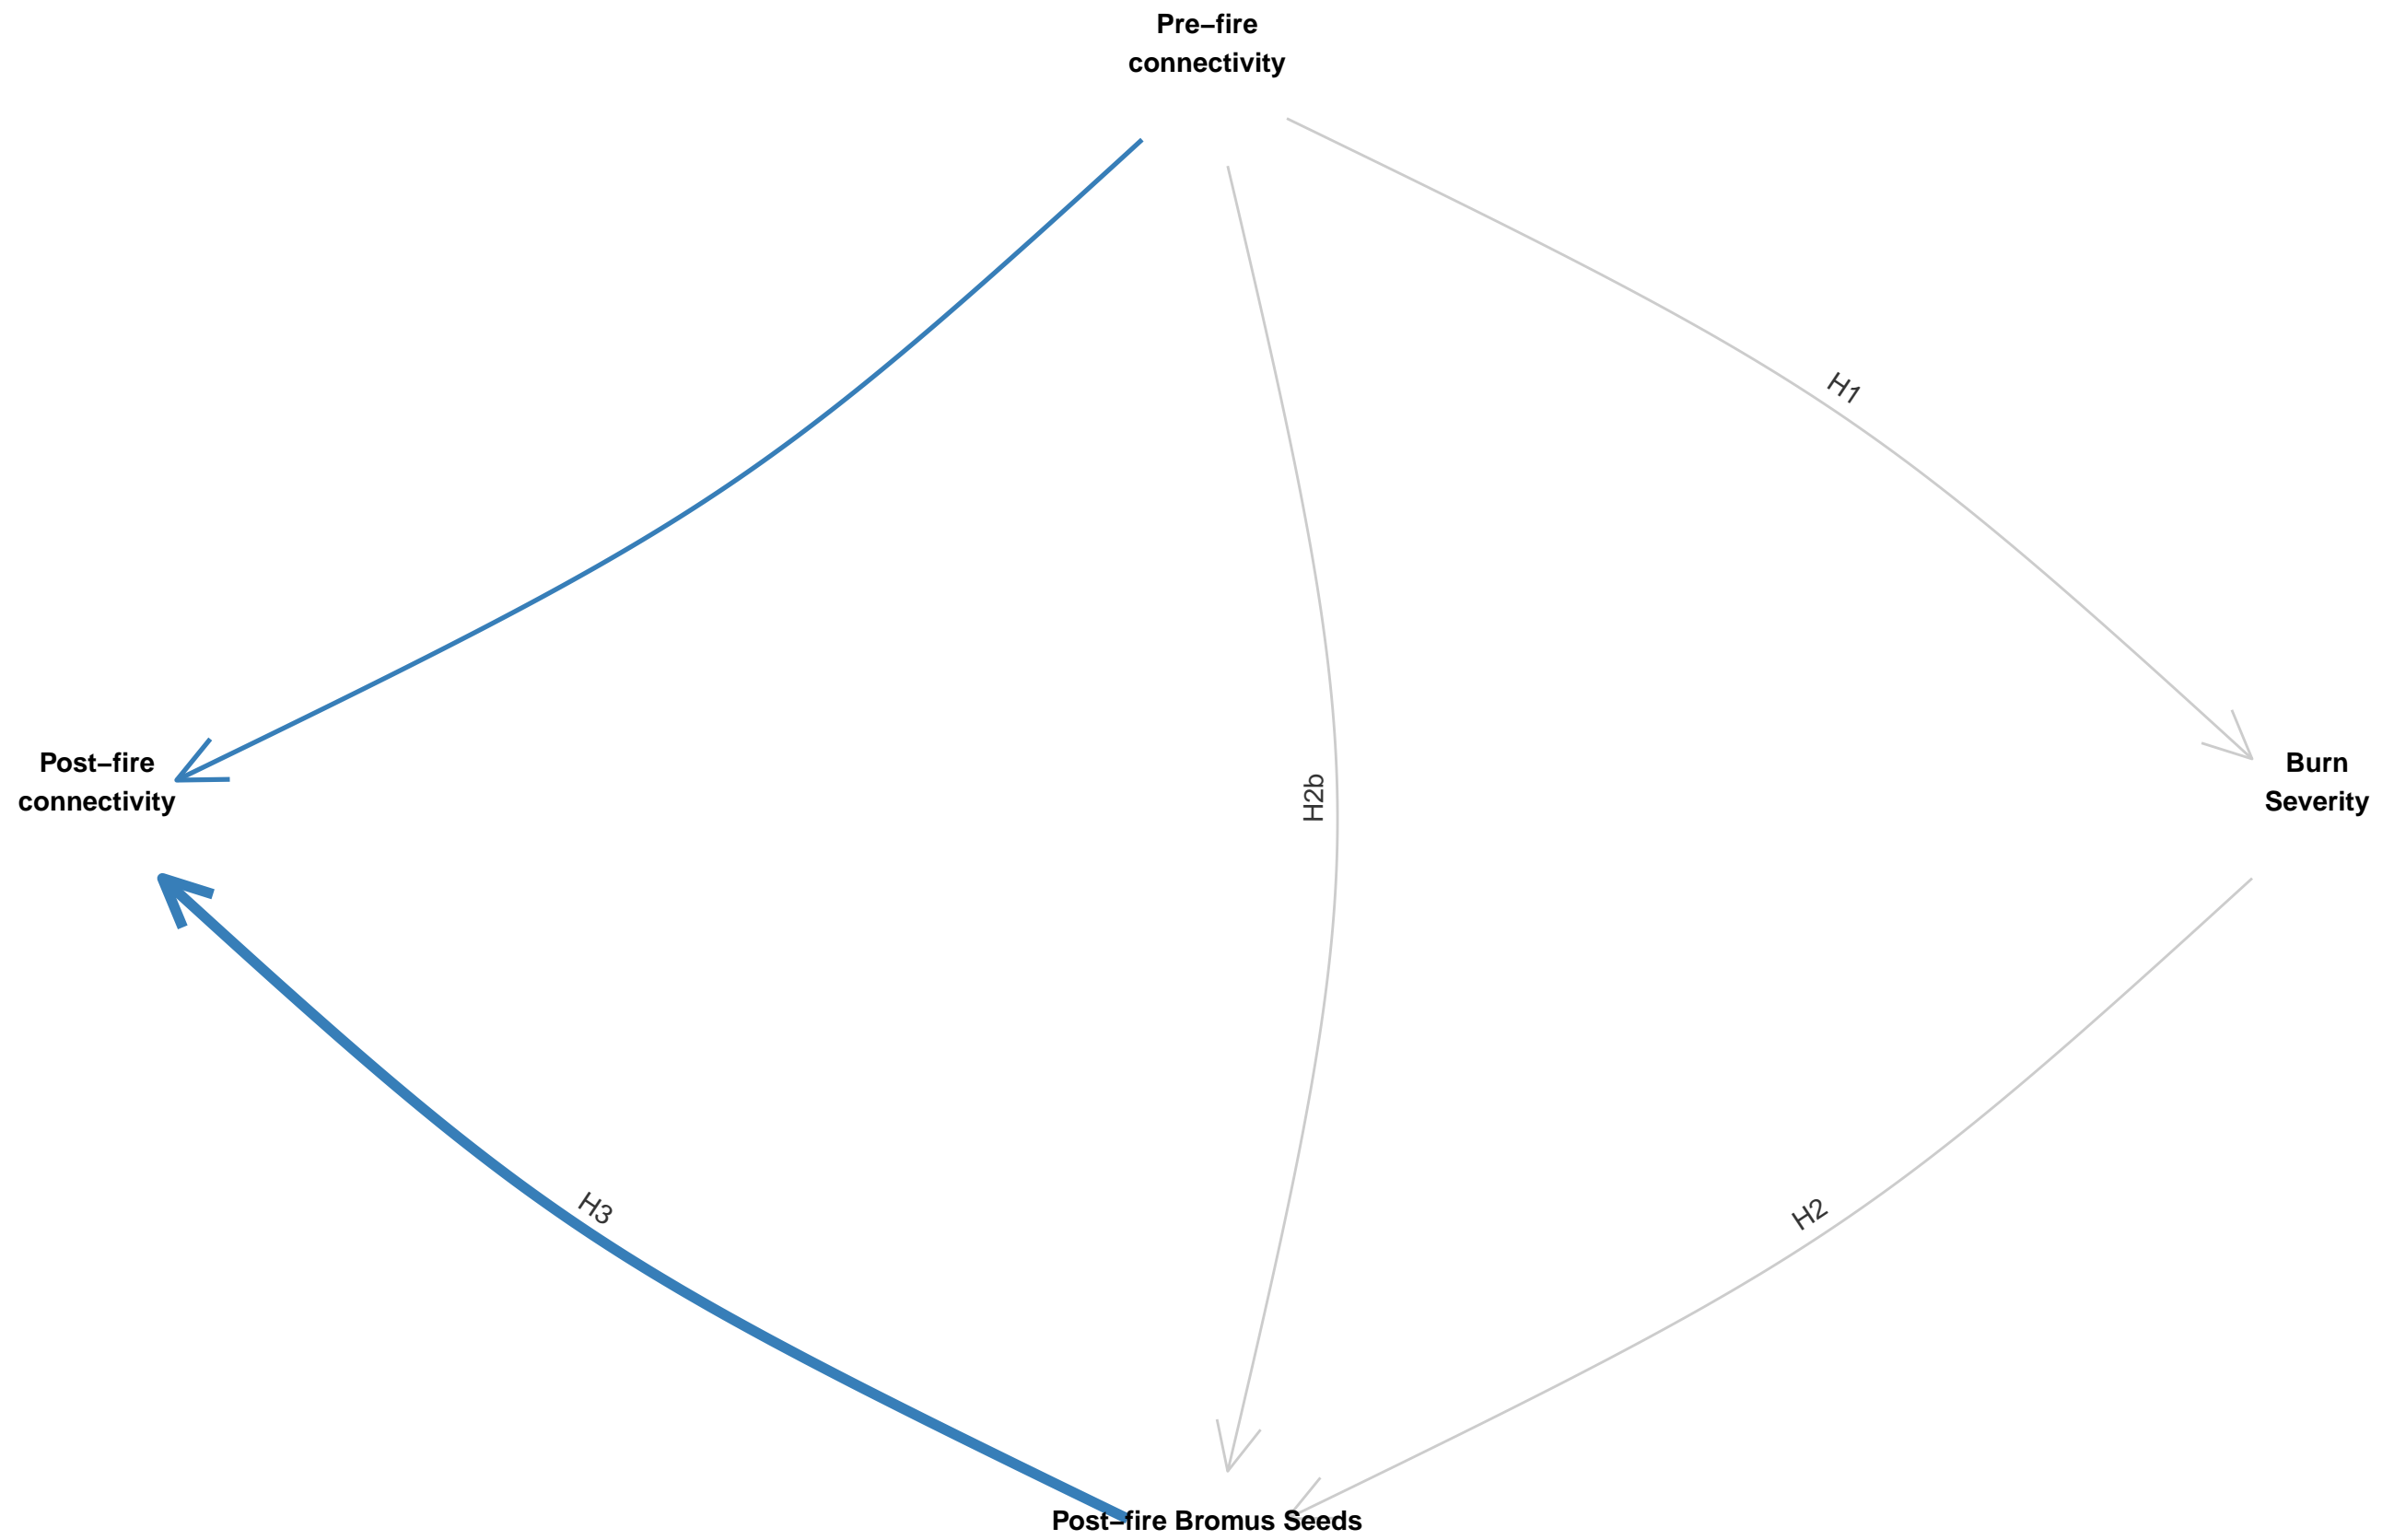 Pre−fire
connectivity
H1
Post−fire
connectivity
H2b
Burn
Severity
H3
H2
Post−fire Bromus Seeds